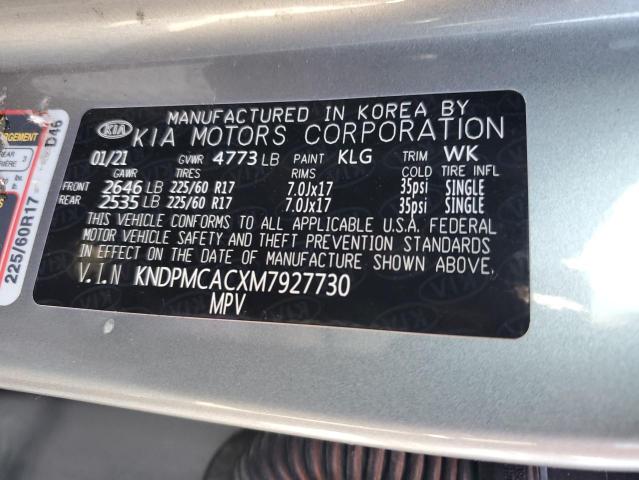 MANUFACTURED IN KOREA BY
KIA KIA MOTORS CORPORATION
01/21 GVWR 4773 LB PAINT KLG TRIM WK
TIRES RIMS COLD TIRE INFL
FRONT 2646 LB 225/60 R17 7.0Jx17 35psi SINGLE
REAR 2535 LB 225/60 R17 7.0Jx17 35psi SINGLE
THIS VEHICLE CONFORMS TO ALL APPLICABLE U.S.A. FEDERAL
MOTOR VEHICLE SAFETY AND THEFT PREVENTION STANDARDS
IN EFFECT ON THE DATE OF MANUFACTURE SHOWN ABOVE.
V.I.N KNDPMCACXM7927730
MPV
225/60R17
D46
REAR